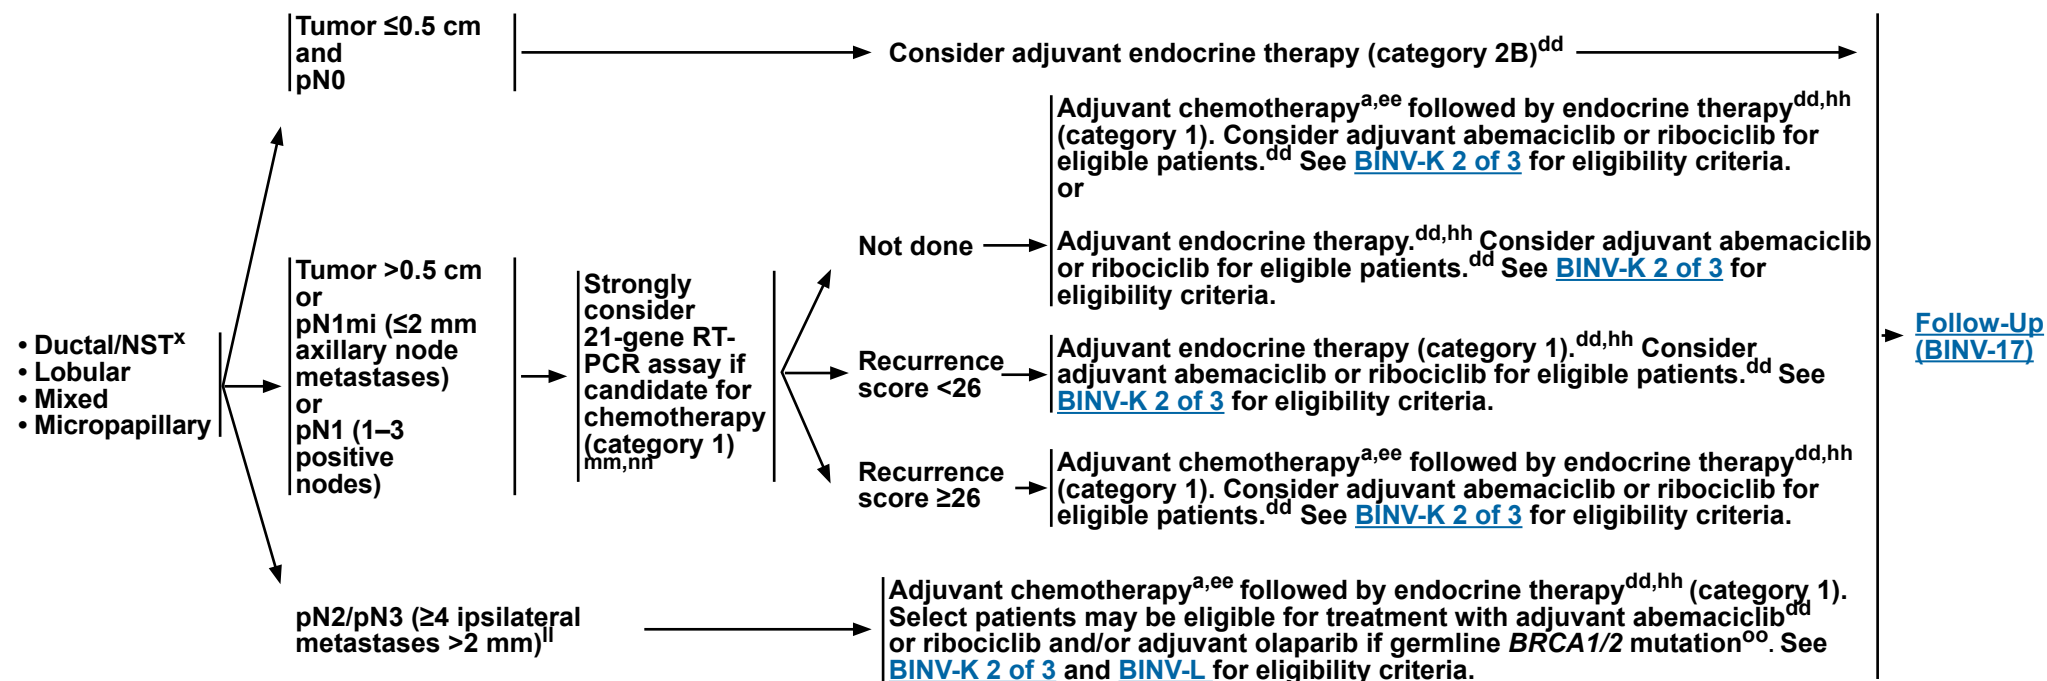 • Ductal/NSTx
• Lobular
• Mixed
• Micropapillary
Tumor ≤0.5 cm
and
pN0
Consider adjuvant endocrine therapy (category 2B)dd
Tumor >0.5 cm
or
pN1mi (≤2 mm
axillary node
metastases)
or
pN1 (1–3
positive
nodes)
Strongly
consider
21-gene RT-
PCR assay if
candidate for
chemotherapy
(category 1)
mm,nn
Not done
Adjuvant chemotherapya,ee followed by endocrine therapydd,hh
(category 1). Consider adjuvant abemaciclib or ribociclib for
eligible patients.dd See BINV-K 2 of 3 for eligibility criteria.
or
Adjuvant endocrine therapy.dd,hh Consider adjuvant abemaciclib
or ribociclib for eligible patients.dd See BINV-K 2 of 3 for
eligibility criteria.
Recurrence
score <26
Adjuvant endocrine therapy (category 1).dd,hh Consider
adjuvant abemaciclib or ribociclib for eligible patients.dd See
BINV-K 2 of 3 for eligibility criteria.
Recurrence
score ≥26
Adjuvant chemotherapya,ee followed by endocrine therapydd,hh
(category 1). Consider adjuvant abemaciclib or ribociclib for
eligible patients.dd See BINV-K 2 of 3 for eligibility criteria.
pN2/pN3 (≥4 ipsilateral
metastases >2 mm)ll
Adjuvant chemotherapya,ee followed by endocrine therapydd,hh (category 1).
Select patients may be eligible for treatment with adjuvant abemaciclibdd
or ribociclib and/or adjuvant olaparib if germline BRCA1/2 mutationoo. See
BINV-K 2 of 3 and BINV-L for eligibility criteria.
Follow-Up
(BINV-17)